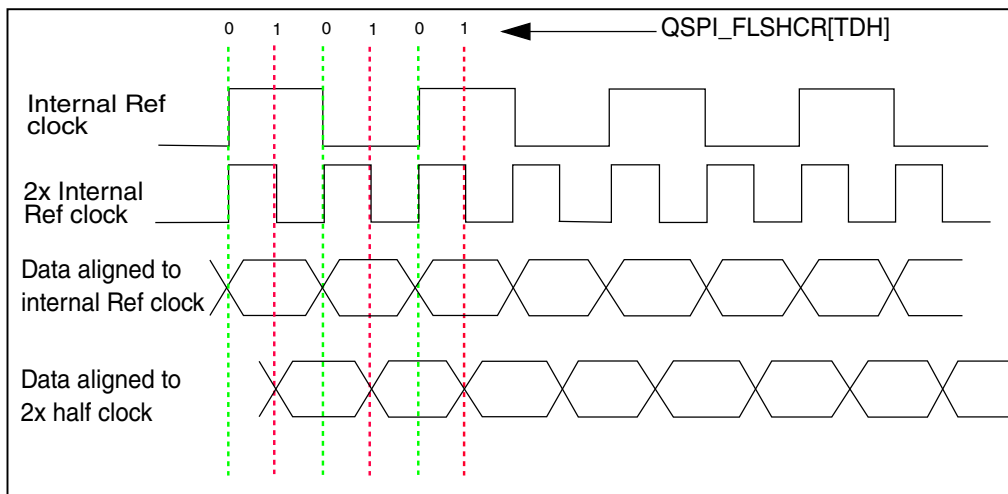 0 1 0 1 0 1 QSPI_FLSHCR[TDH]
Internal Ref
clock
2x Internal
Ref clock
Data aligned to
internal Ref clock
Data aligned to
2x half clock